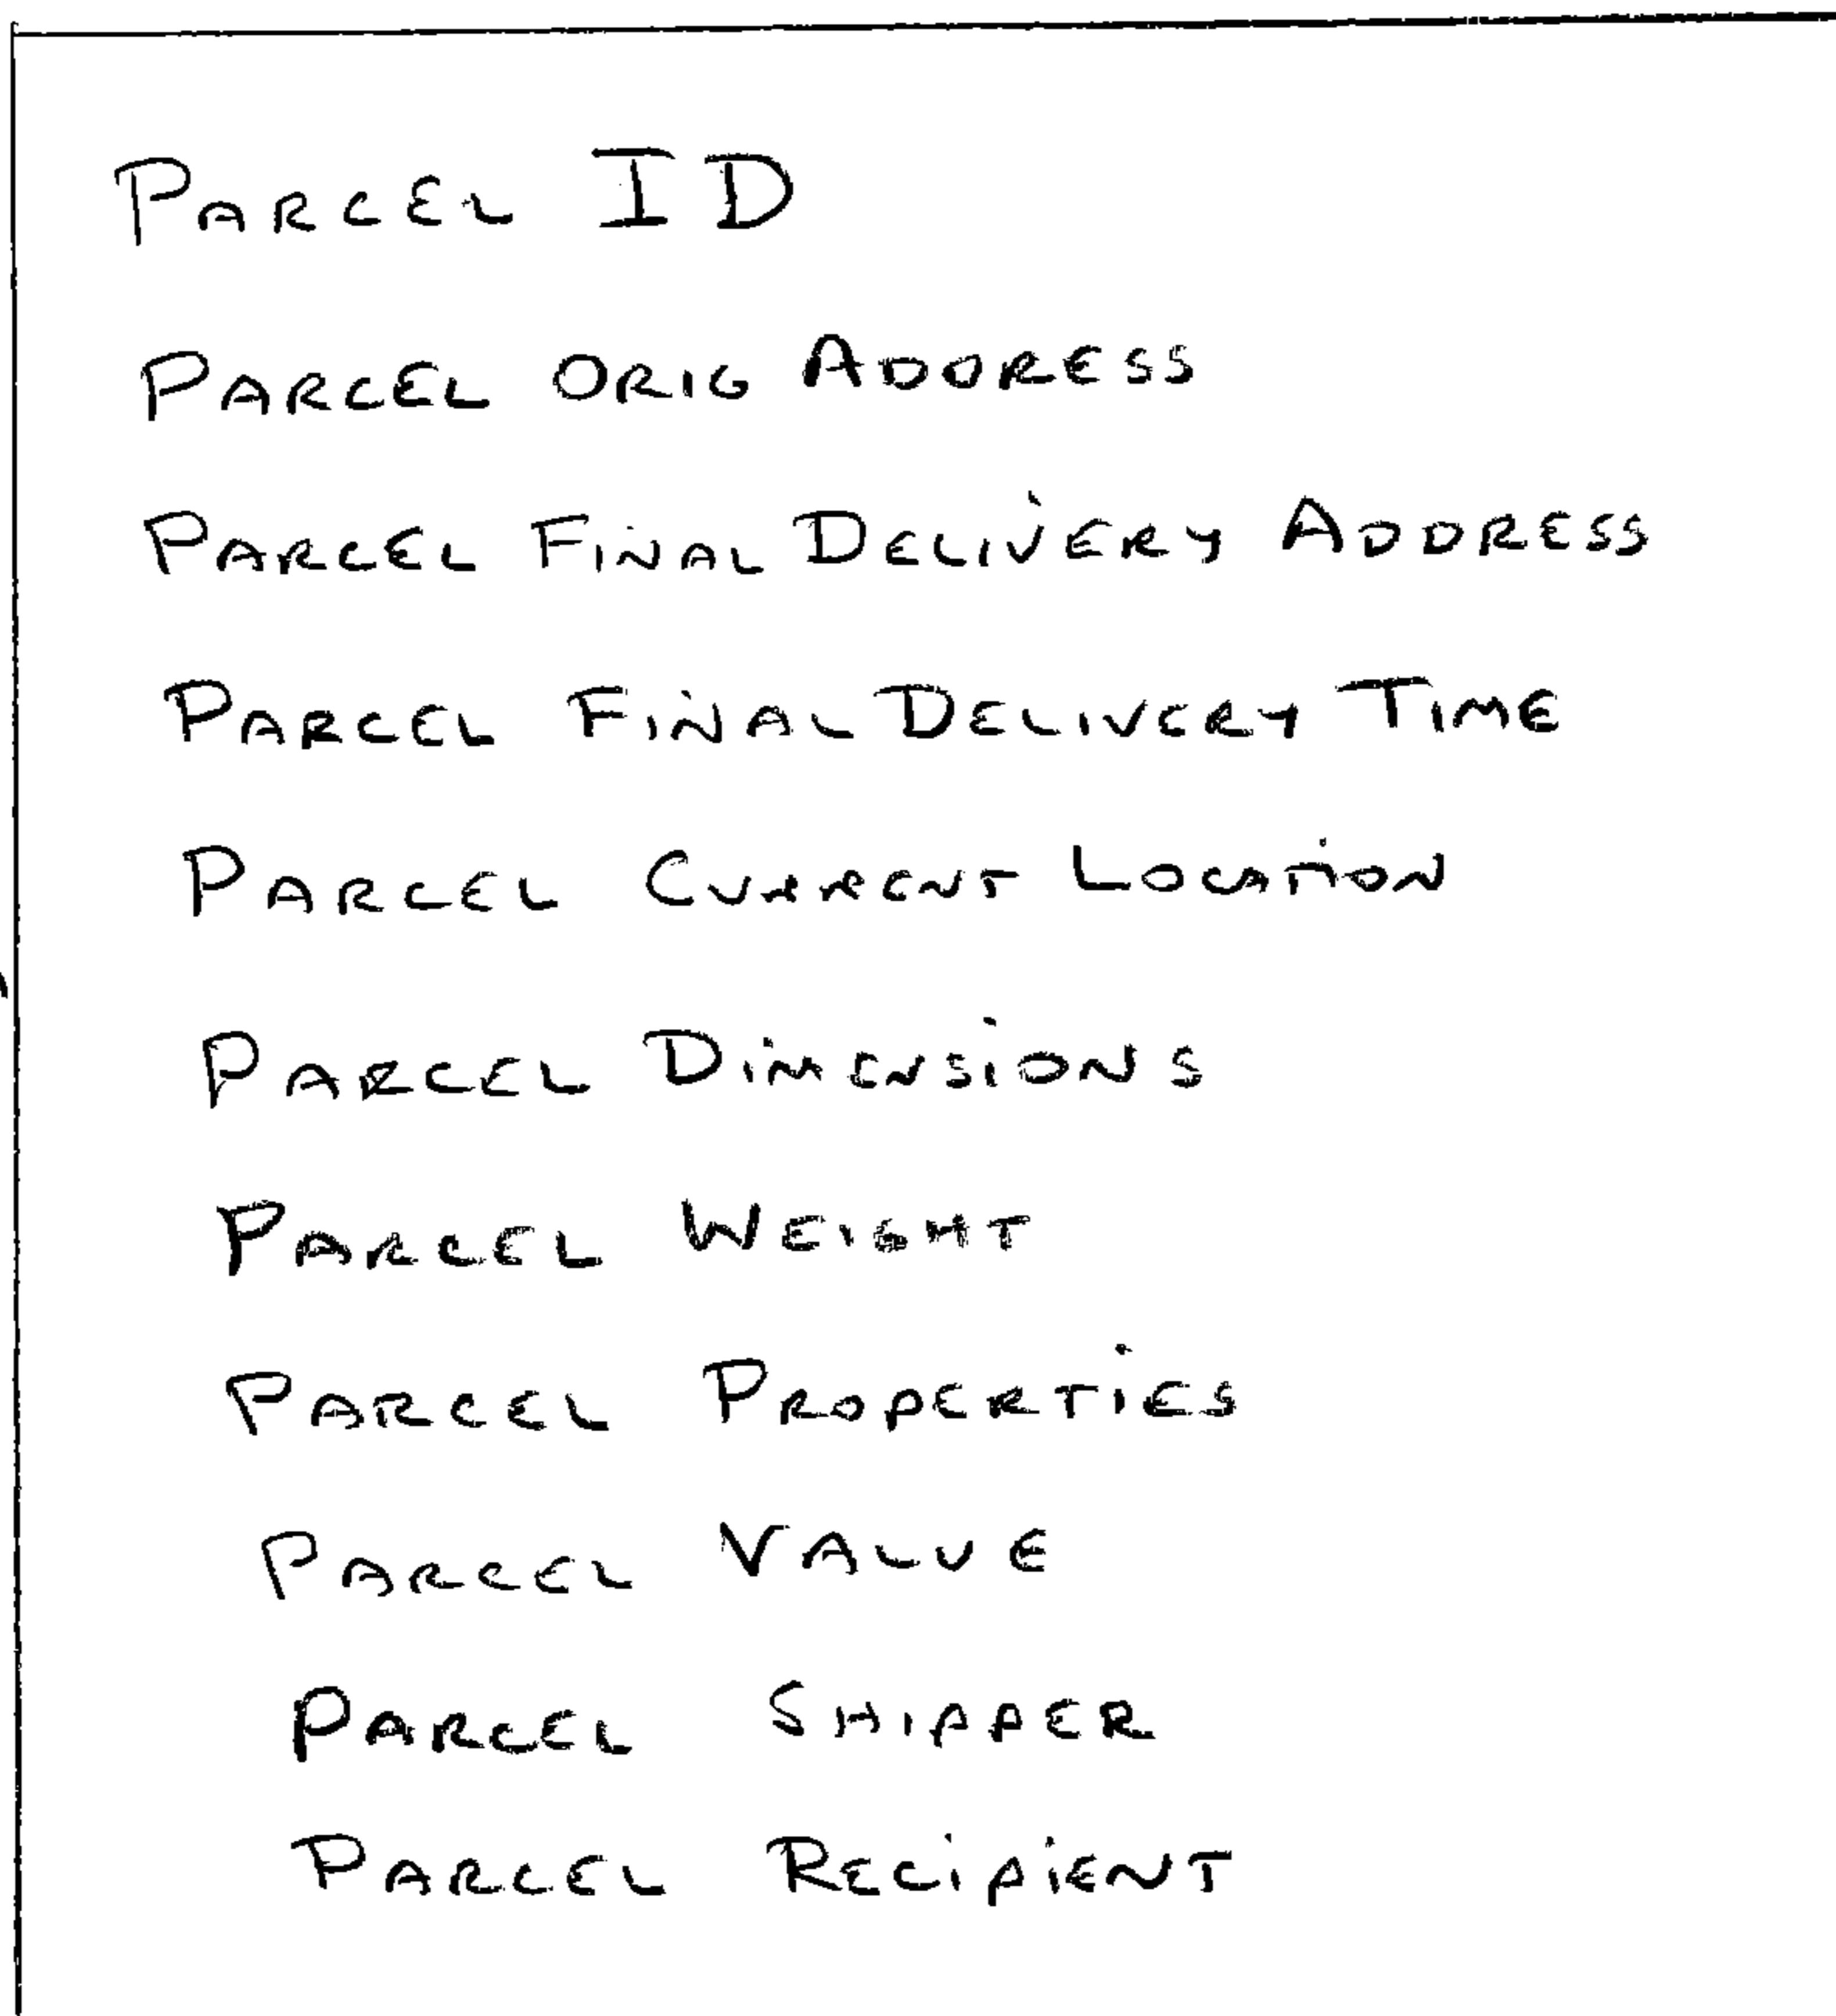 PARCEL ID
PARCEL ORIG ADDRESS
PARCEL FINAL DELIVERY ADDRESS
PARCEL FINAL DELIVERY TIME
PARCEL CURRENT LOCATION
PARCEL DIMENSIONS
PARCEL WEIGHT
PARCEL PROPERTIES
PARCEL VALUE
PARCEL SHIPPER
PARCEL RECIPIENT